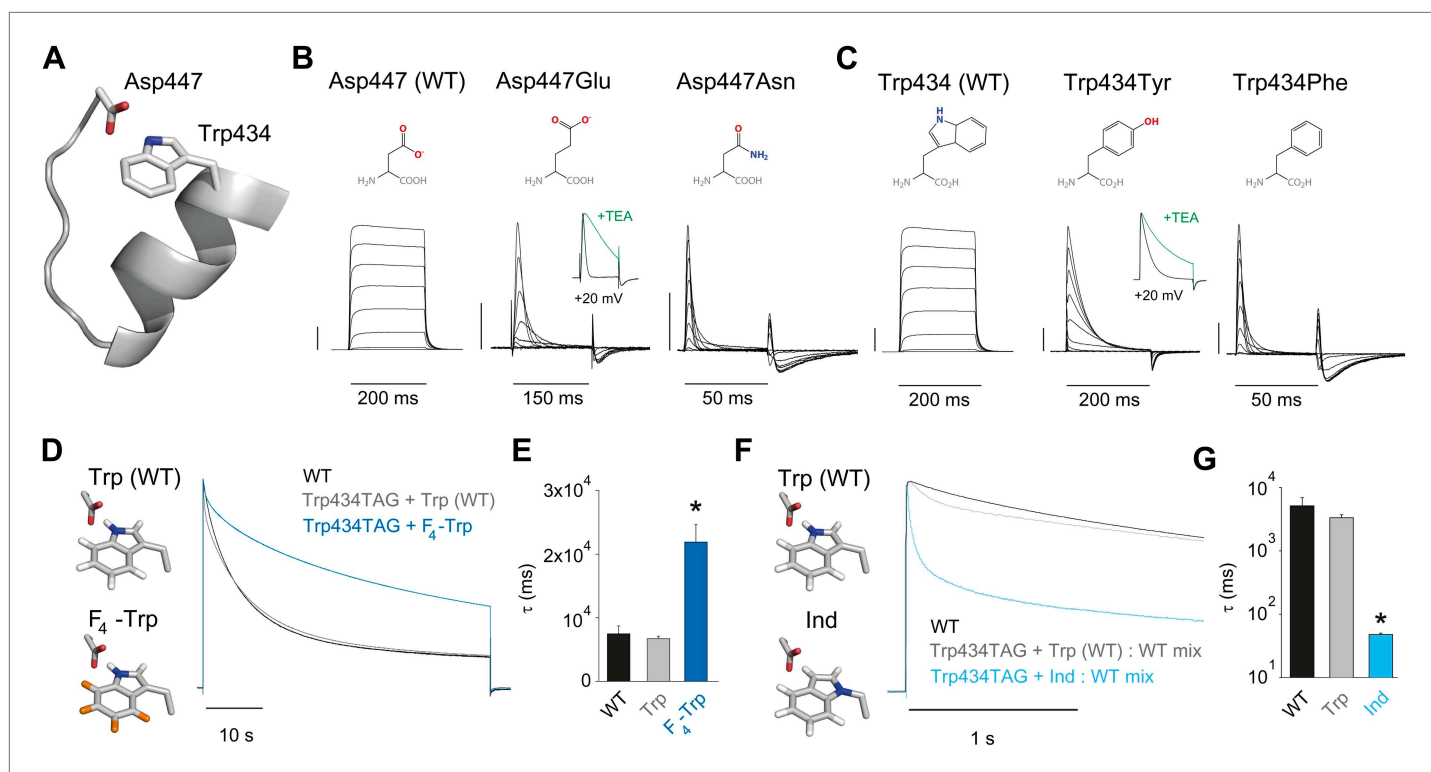 A
Asp447
Trp434
B
Asp447 (WT)
Asp447Glu
Asp447Asn
O
O-
H2N
COOH
O
O-
H2N
COOH
O
NH2
H2N
COOH
+TEA
+20 mV
200 ms
150 ms
50 ms
C
Trp434 (WT)
Trp434Tyr
Trp434Phe
H
N
H2N
CO2H
OH
H2N
CO2H
H2N
CO2H
+TEA
+20 mV
200 ms
200 ms
50 ms
D
Trp (WT)
F4 -Trp
WT
Trp434TAG + Trp (WT)
Trp434TAG + F4-Trp
10 s
E
τ (ms)
3x10^4
2x10^4
10^4
0
*
WT
Trp
F4-Trp
F
Trp (WT)
Ind
WT
Trp434TAG + Trp (WT) : WT mix
Trp434TAG + Ind : WT mix
1 s
G
τ (ms)
10^4
10^3
10^2
10^1
*
WT
Trp
Ind